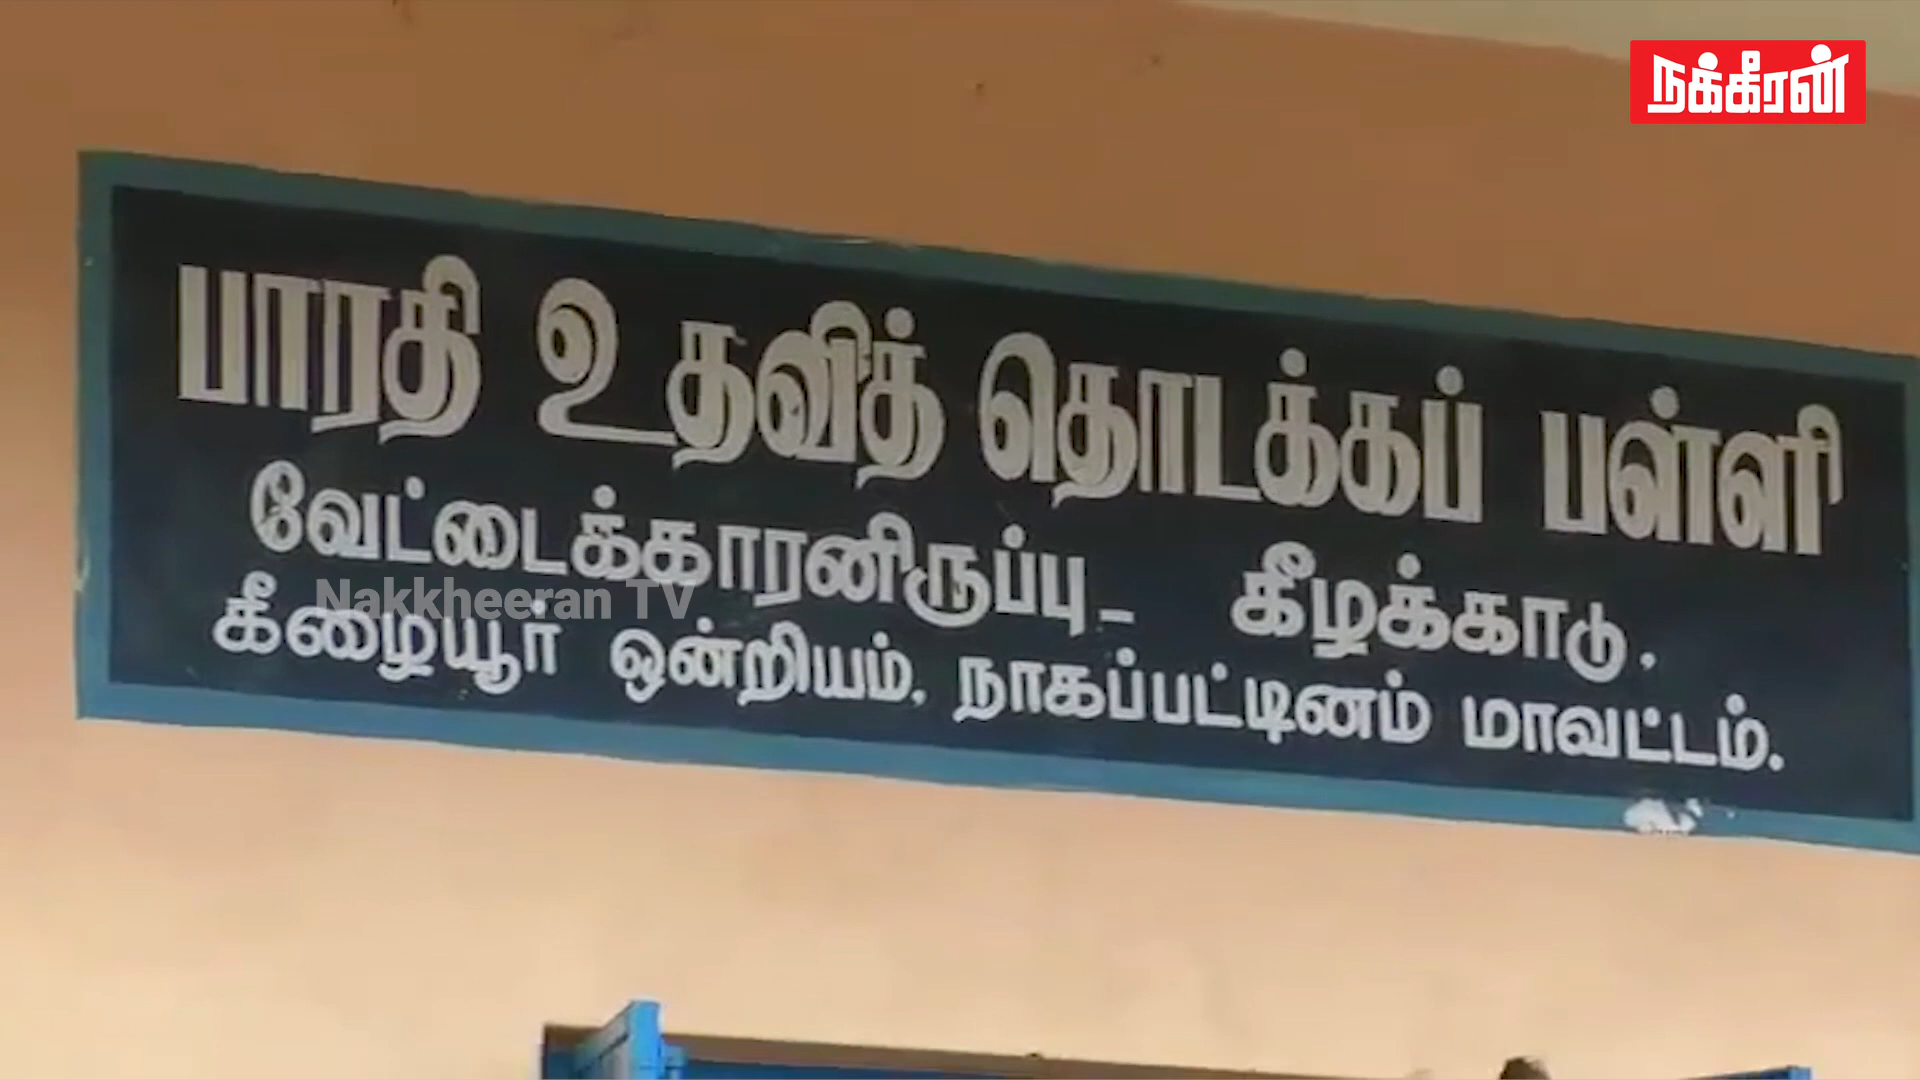 நக்கீரன்
பாரதி உதவித் தொடக்கப் பள்ளி
வேட்டைக்காரனிருப்பு - கீழக்காடு,
Nakkheeran TV
கீழையூர் ஒன்றியம், நாகப்பட்டினம் மாவட்டம்.